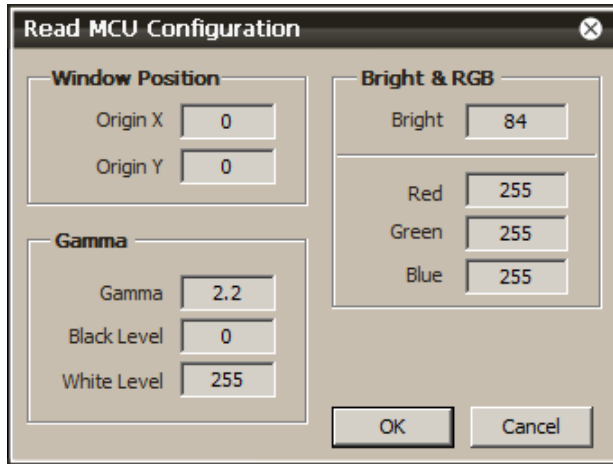 Read MCU Configuration
Window Position
Origin X 0
Origin Y 0
Gamma
Gamma 2.2
Black Level 0
White Level 255
Bright & RGB
Bright 84
Red 255
Green 255
Blue 255
OK Cancel